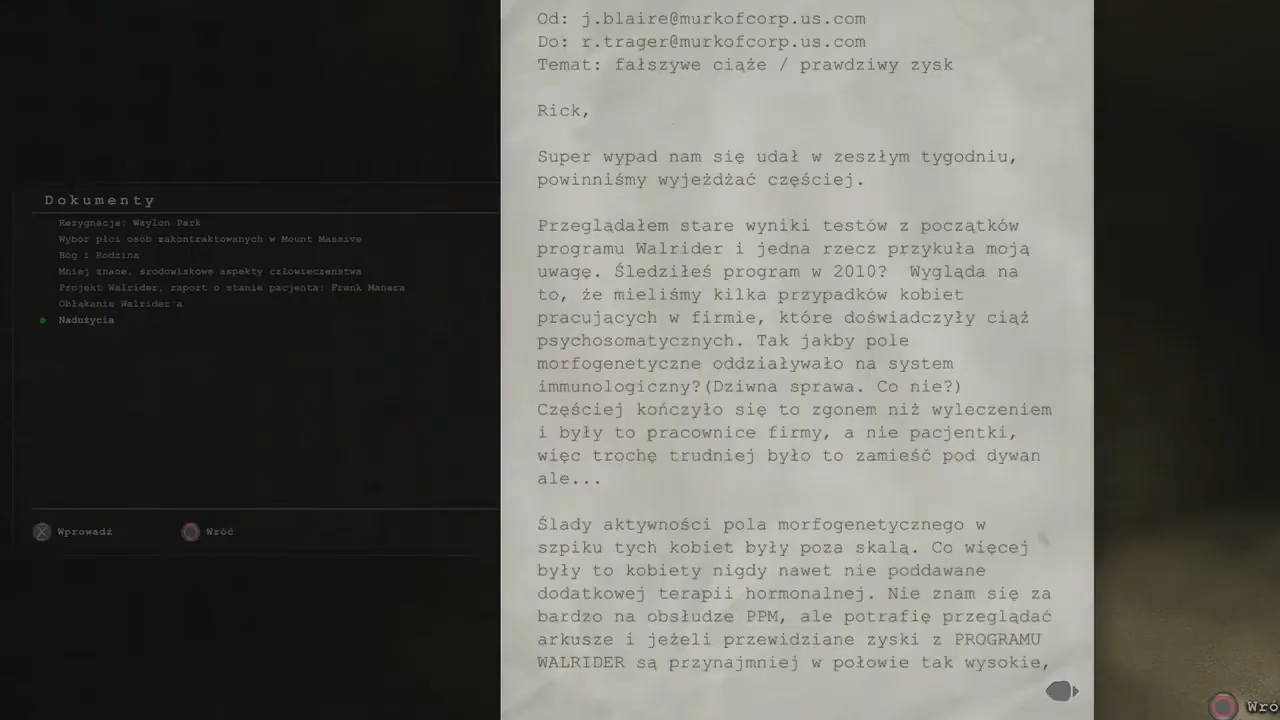 Od: j.blaire@murkofcorp.us.com
Do: r.trager@murkofcorp.us.com
Temat: fałszywe ciąże / prawdziwy zysk
Rick,
Super wypad nam się udał w zeszłym tygodniu,
powinniśmy wyjeżdżać częściej.
Przeglądałem stare wyniki testów z początków
programu Walrider i jedna rzecz przykuła moją
uwagę. Śledziłeś program w 2010?  Wygląda na
to, że mieliśmy kilka przypadków kobiet
pracujących w firmie, które doświadczyły ciąż
psychosomatycznych. Tak jakby pole
morfogenetyczne oddziaływało na system
immunologiczny?(Dziwna sprawa. Co nie?)
Częściej kończyło się to zgonem niż wyleczeniem
i były to pracownice firmy, a nie pacjentki,
więc trochę trudniej było to zamieść pod dywan
ale...
Ślady aktywności pola morfogenetycznego w
szpiku tych kobiet były poza skalą. Co więcej
były to kobiety nigdy nawet nie poddawane
dodatkowej terapii hormonalnej. Nie znam się za
bardzo na obsłudze PPM, ale potrafię przeglądać
arkusze i jeżeli przewidziane zyski z PROGRAMU
WALRIDER są przynajmniej w połowie tak wysokie,
Dokumenty
Rezygnacja: Waylon Park
Wybór płci osób zakontraktowanych w Mount Massive
Bóg i Rodzina
Mniej znane, środowiskowe aspekty człowieczeństwa
Projekt Walrider, raport o stanie pacjenta: Frank Manera
Obłąkanie Walrider'a
Nadużycia
Wprowadź
Wróć
Wró